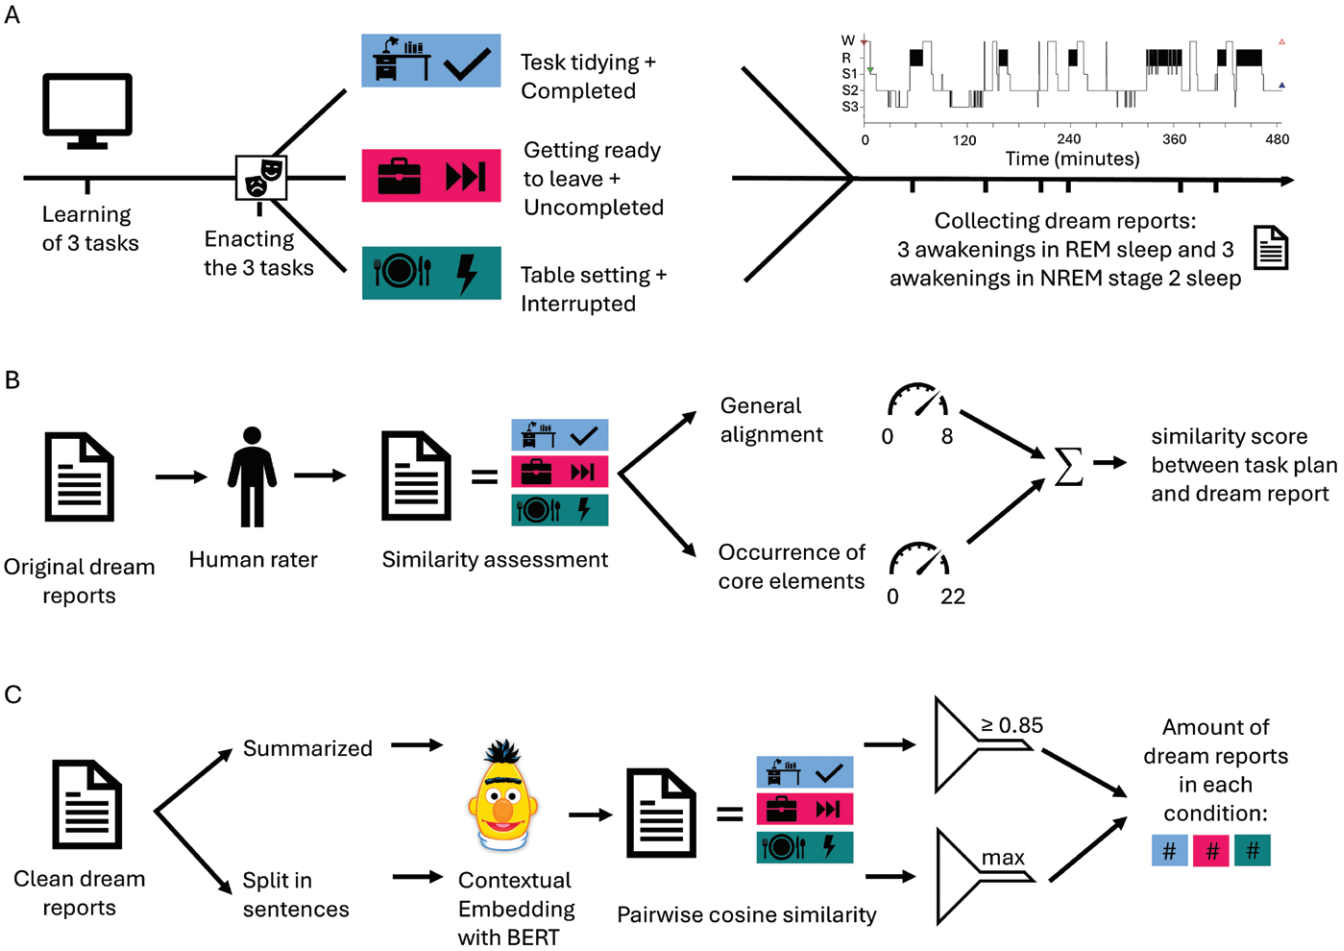 A
Learning
of 3 tasks
Enacting
the 3 tasks
Tesk tidying +
Completed
Getting ready
to leave +
Uncompleted
Table setting +
Interrupted
W
R
S1
S2
S3
0 120 240 360 480
Time (minutes)
Collecting dream reports:
3 awakenings in REM sleep and 3
awakenings in NREM stage 2 sleep
B
Original dream
reports
Human rater
Similarity assessment
General
alignment
0 8
Occurrence of
core elements
0 22
Σ
similarity score
between task plan
and dream report
C
Clean dream
reports
Summarized
Split in
sentences
Contextual
Embedding
with BERT
Pairwise cosine similarity
≥ 0.85
max
Amount of
dream reports
in each
condition:
# # #